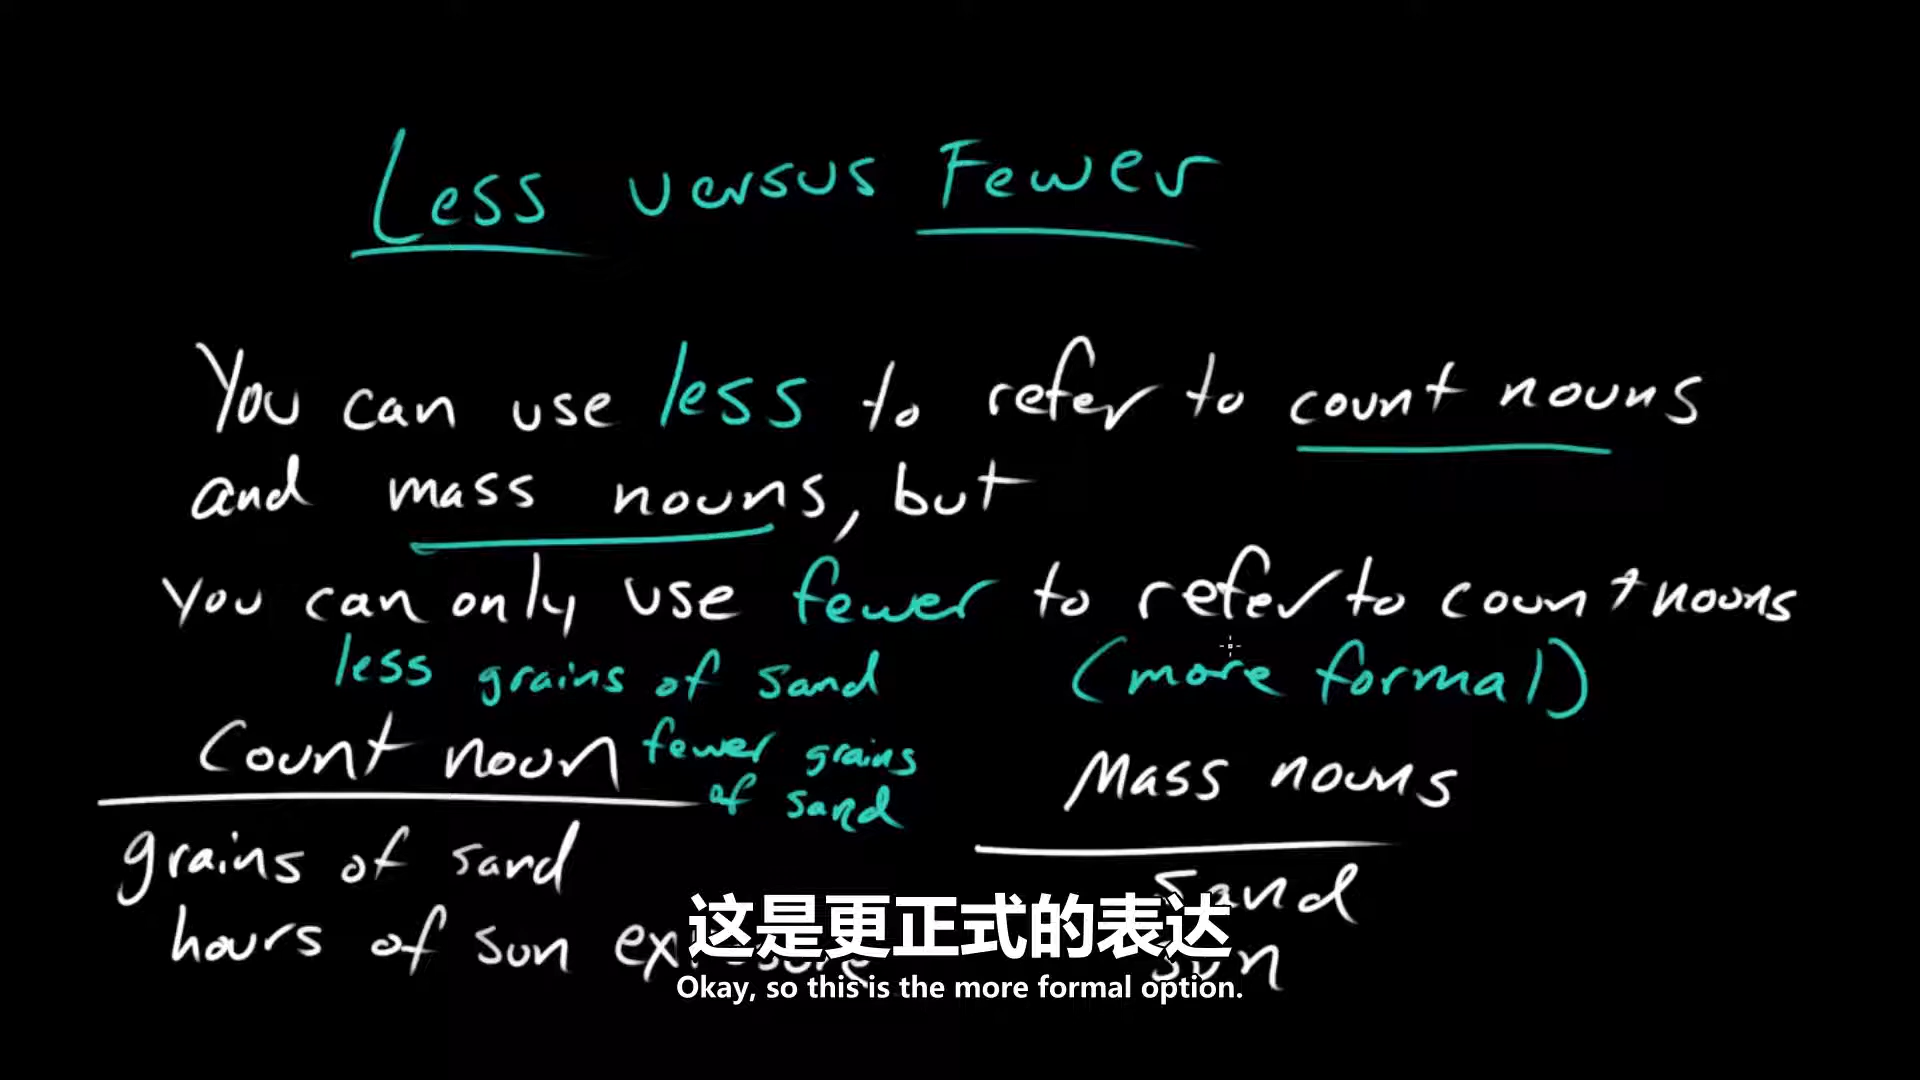 Less versus Fewer
You can use less to refer to count nouns
and mass nouns, but
you can only use fewer to refer to count nouns
less grains of sand
(more formal)
Count noun
fewer grains
of sand
Mass nouns
grains of sand
sand
hours of sun exposure
sun
这是更正式的表达
Okay, so this is the more formal option.